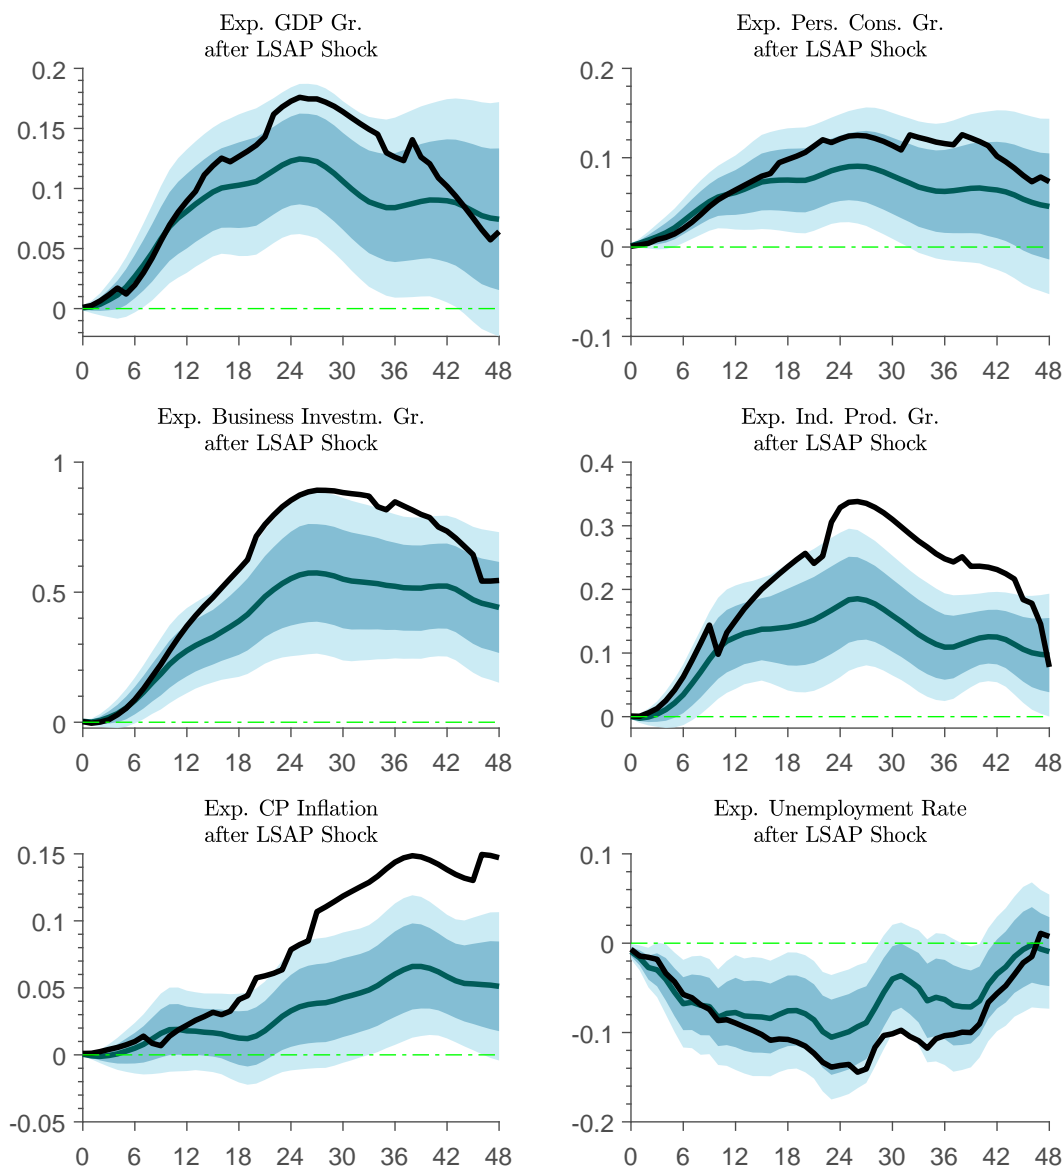 Exp. GDP Gr.
after LSAP Shock
0.2
0.15
0.1
0.05
0
0 6 12 18 24 30 36 42 48
Exp. Pers. Cons. Gr.
after LSAP Shock
0.2
0.1
0
-0.1
0 6 12 18 24 30 36 42 48
Exp. Business Investm. Gr.
after LSAP Shock
1
0.5
0
0 6 12 18 24 30 36 42 48
Exp. Ind. Prod. Gr.
after LSAP Shock
0.4
0.3
0.2
0.1
0
0 6 12 18 24 30 36 42 48
Exp. CP Inflation
after LSAP Shock
0.15
0.1
0.05
0
-0.05
0 6 12 18 24 30 36 42 48
Exp. Unemployment Rate
after LSAP Shock
0.1
0
-0.1
-0.2
0 6 12 18 24 30 36 42 48